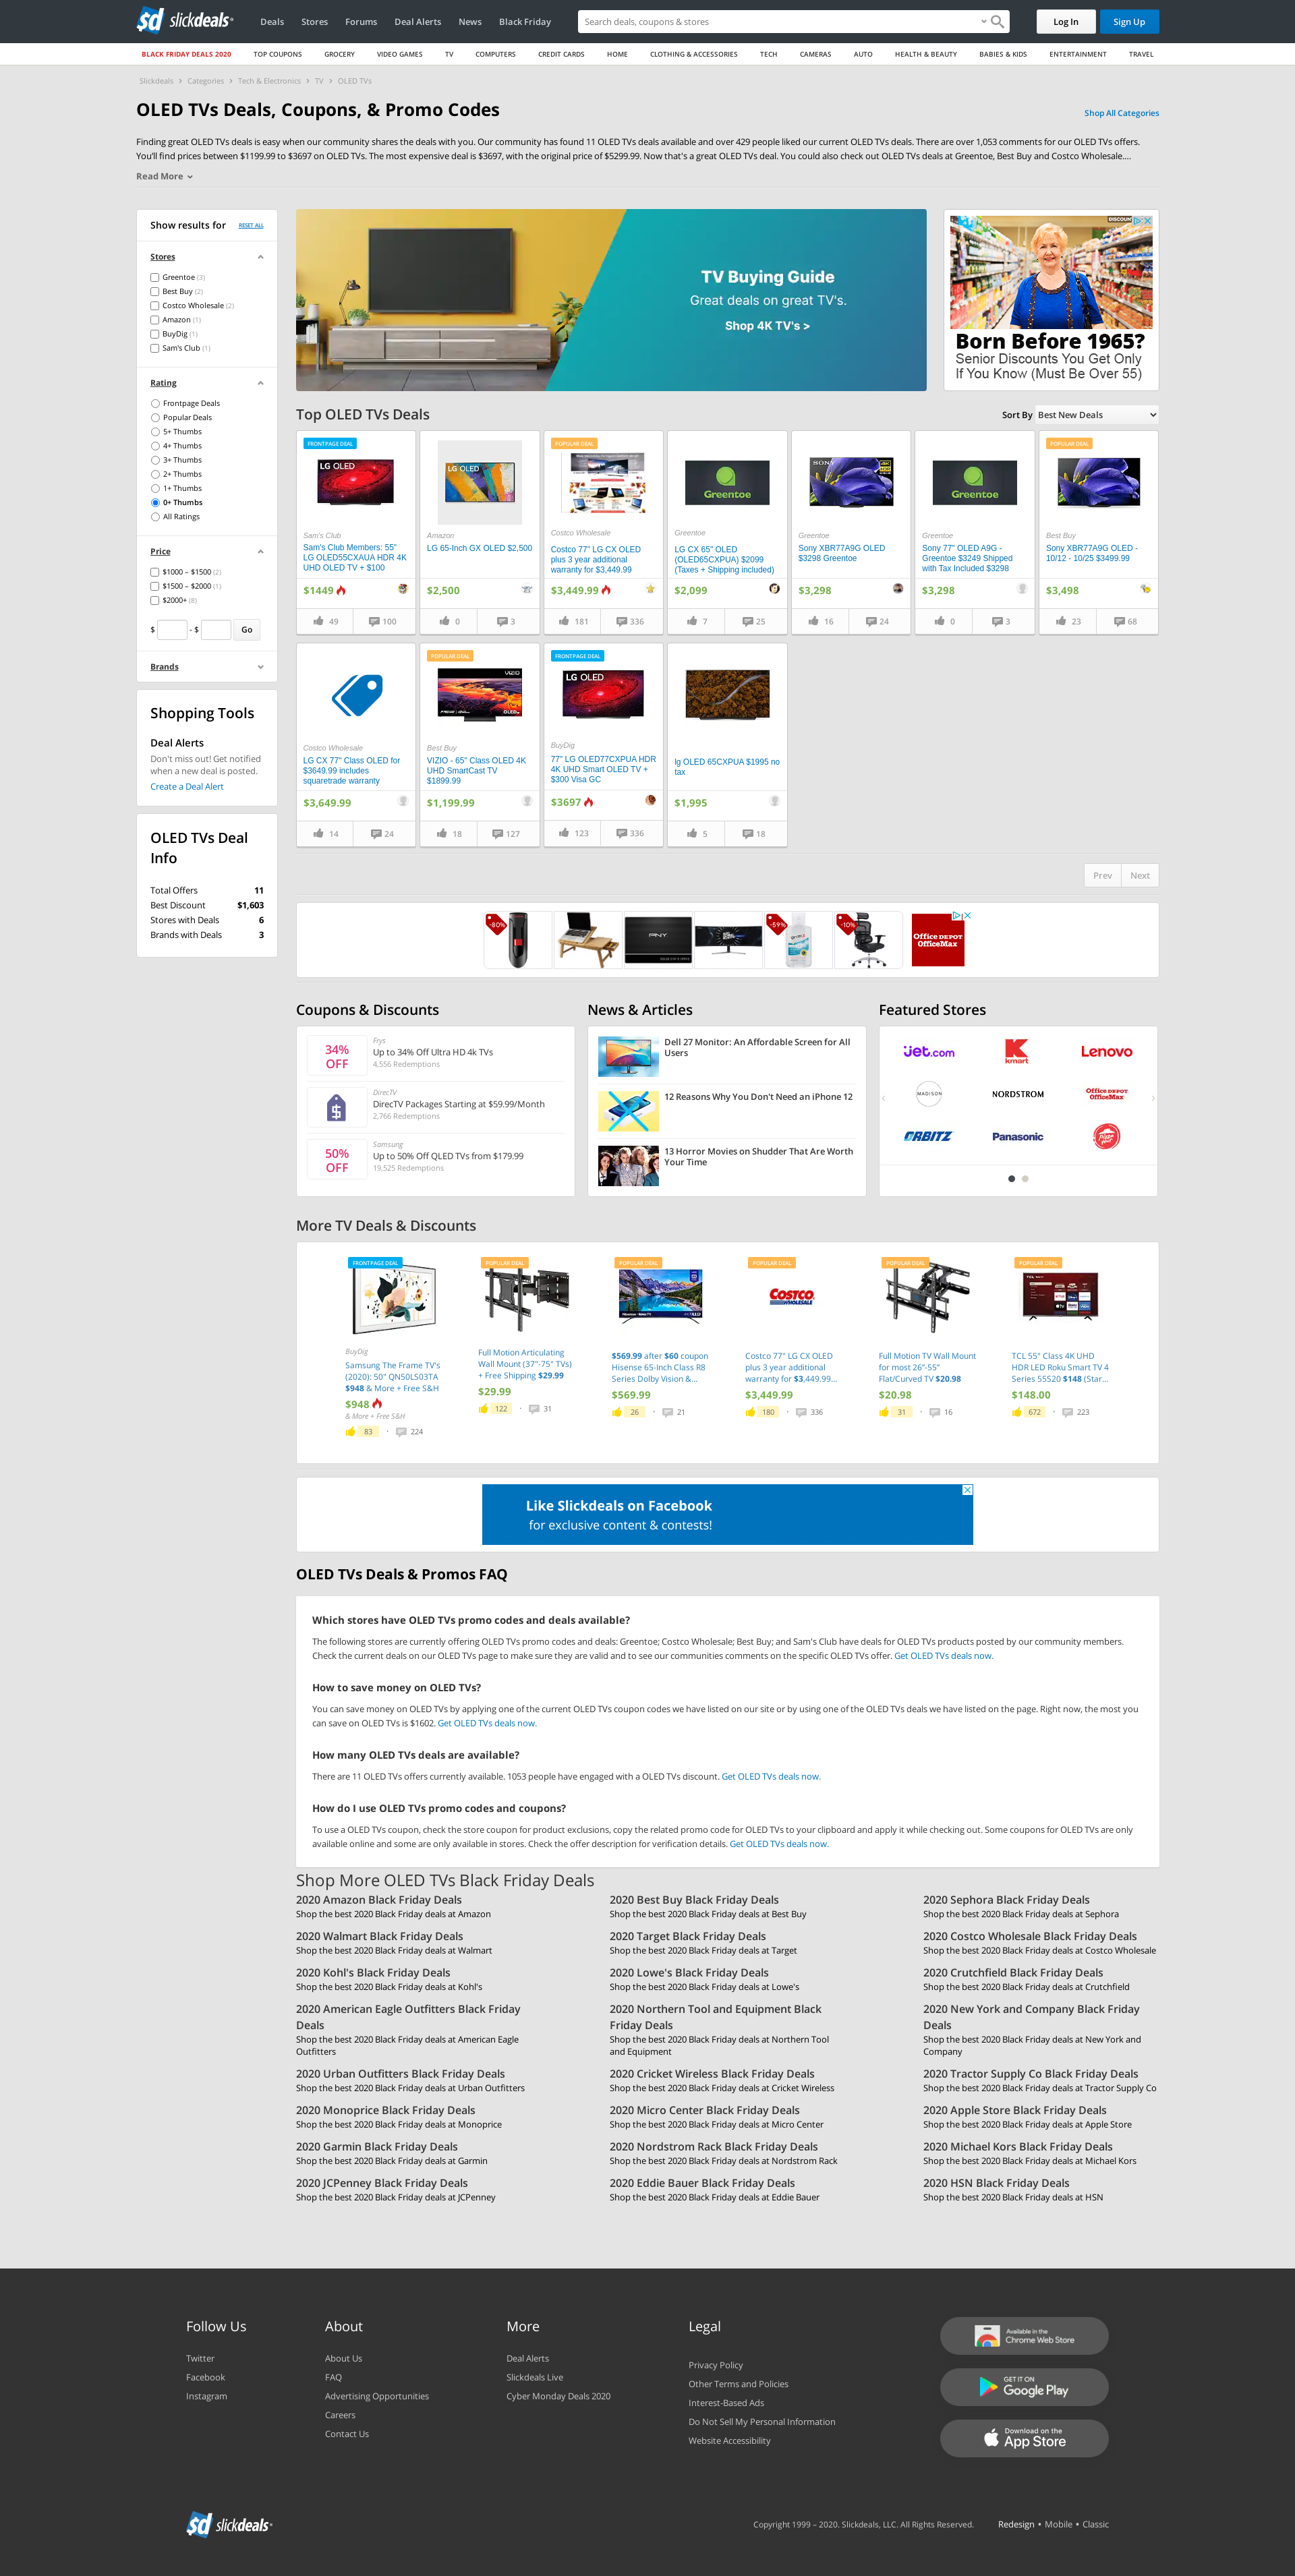 sd slickdeals
Deals Stores Forums Deal Alerts News Black Friday
Search deals, coupons & stores
Log In Sign Up
BLACK FRIDAY DEALS 2020 TOP COUPONS GROCERY VIDEO GAMES TV COMPUTERS CREDIT CARDS HOME CLOTHING & ACCESSORIES TECH CAMERAS AUTO HEALTH & BEAUTY BABIES & KIDS ENTERTAINMENT TRAVEL
Slickdeals › Categories › Tech & Electronics › TV › OLED TVs
OLED TVs Deals, Coupons, & Promo Codes
Shop All Categories
Finding great OLED TVs deals is easy when our community shares the deals with you. Our community has found 11 OLED TVs deals available and over 429 people liked our current OLED TVs deals. There are over 1,053 comments for our OLED TVs offers.
You'll find prices between $1199.99 to $3697 on OLED TVs. The most expensive deal is $3697, with the original price of $5299.99. Now that's a great OLED TVs deal. You could also check out OLED TVs deals at Greentoe, Best Buy and Costco Wholesale....
Read More
Show results for RESET ALL
Stores
Greentoe (3)
Best Buy (2)
Costco Wholesale (2)
Amazon (1)
BuyDig (1)
Sam's Club (1)
Rating
Frontpage Deals
Popular Deals
5+ Thumbs
4+ Thumbs
3+ Thumbs
2+ Thumbs
1+ Thumbs
0+ Thumbs
All Ratings
Price
$1000 – $1500 (2)
$1500 – $2000 (1)
$2000+ (8)
$ - $ Go
Brands
Shopping Tools
Deal Alerts
Don't miss out! Get notified
when a new deal is posted.
Create a Deal Alert
OLED TVs Deal
Info
Total Offers 11
Best Discount $1,603
Stores with Deals 6
Brands with Deals 3
TV Buying Guide
Great deals on great TV's.
Shop 4K TV's >
DISCOUN
Born Before 1965?
Senior Discounts You Get Only
If You Know (Must Be Over 55)
Top OLED TVs Deals
Sort By Best New Deals
FRONTPAGE DEAL
LG OLED
Sam's Club
Sam's Club Members: 55"
LG OLED55CXAUA HDR 4K
UHD OLED TV + $100
$1449
49 100
LG OLED
Amazon
LG 65-Inch GX OLED $2,500
$2,500
0 3
POPULAR DEAL
Costco Wholesale
Costco 77" LG CX OLED
plus 3 year additional
warranty for $3,449.99
$3,449.99
181 336
Greentoe
Greentoe
LG CX 65" OLED
(OLED65CXPUA) $2099
(Taxes + Shipping included)
$2,099
7 25
SONY
Greentoe
Sony XBR77A9G OLED
$3298 Greentoe
$3,298
16 24
Greentoe
Greentoe
Sony 77" OLED A9G -
Greentoe $3249 Shipped
with Tax Included $3298
$3,298
0 3
POPULAR DEAL
Best Buy
Sony XBR77A9G OLED -
10/12 - 10/25 $3499.99
$3,498
23 68
Costco Wholesale
LG CX 77" Class OLED for
$3649.99 includes
squaretrade warranty
$3,649.99
14 24
POPULAR DEAL
VIZIO
OLED
Best Buy
VIZIO - 65" Class OLED 4K
UHD SmartCast TV
$1899.99
$1,199.99
18 127
FRONTPAGE DEAL
LG OLED
BuyDig
77" LG OLED77CXPUA HDR
4K UHD Smart OLED TV +
$300 Visa GC
$3697
123 336
lg OLED 65CXPUA $1995 no
tax
$1,995
5 18
Prev Next
-80%
PNY
-59%
-10%
Office DEPOT
OfficeMax
Coupons & Discounts
34%
OFF
Frys
Up to 34% Off Ultra HD 4k TVs
4,556 Redemptions
DirecTV
DirecTV Packages Starting at $59.99/Month
2,766 Redemptions
50%
OFF
Samsung
Up to 50% Off QLED TVs from $179.99
19,525 Redemptions
News & Articles
Dell 27 Monitor: An Affordable Screen for All
Users
12 Reasons Why You Don't Need an iPhone 12
13 Horror Movies on Shudder That Are Worth
Your Time
Featured Stores
Jet.com
K
kmart
Lenovo
MADISON
NORDSTROM
Office DEPOT
OfficeMax
ORBITZ
Panasonic
Pizza Hut
More TV Deals & Discounts
FRONTPAGE DEAL
BuyDig
Samsung The Frame TV's
(2020): 50" QN50LS03TA
$948 & More + Free S&H
$948
& More + Free S&H
83 · 224
POPULAR DEAL
Full Motion Articulating
Wall Mount (37"-75" TVs)
+ Free Shipping $29.99
$29.99
122 · 31
POPULAR DEAL
$569.99 after $60 coupon
Hisense 65-Inch Class R8
Series Dolby Vision &...
$569.99
26 · 21
POPULAR DEAL
COSTCO
WHOLESALE
Costco 77" LG CX OLED
plus 3 year additional
warranty for $3,449.99...
$3,449.99
180 · 336
POPULAR DEAL
Full Motion TV Wall Mount
for most 26"-55"
Flat/Curved TV $20.98
$20.98
31 · 16
POPULAR DEAL
TCL 55" Class 4K UHD
HDR LED Roku Smart TV 4
Series 55S20 $148 (Star...
$148.00
672 · 223
Like Slickdeals on Facebook
for exclusive content & contests!
OLED TVs Deals & Promos FAQ
Which stores have OLED TVs promo codes and deals available?
The following stores are currently offering OLED TVs promo codes and deals: Greentoe; Costco Wholesale; Best Buy; and Sam's Club have deals for OLED TVs products posted by our community members.
Check the current deals on our OLED TVs page to make sure they are valid and to see our communities comments on the specific OLED TVs offer. Get OLED TVs deals now.
How to save money on OLED TVs?
You can save money on OLED TVs by applying one of the current OLED TVs coupon codes we have listed on our site or by using one of the OLED TVs deals we have listed on the page. Right now, the most you
can save on OLED TVs is $1602. Get OLED TVs deals now.
How many OLED TVs deals are available?
There are 11 OLED TVs offers currently available. 1053 people have engaged with a OLED TVs discount. Get OLED TVs deals now.
How do I use OLED TVs promo codes and coupons?
To use a OLED TVs coupon, check the store coupon for product exclusions, copy the related promo code for OLED TVs to your clipboard and apply it while checking out. Some coupons for OLED TVs are only
available online and some are only available in stores. Check the offer description for verification details. Get OLED TVs deals now.
Shop More OLED TVs Black Friday Deals
2020 Amazon Black Friday Deals
Shop the best 2020 Black Friday deals at Amazon
2020 Best Buy Black Friday Deals
Shop the best 2020 Black Friday deals at Best Buy
2020 Sephora Black Friday Deals
Shop the best 2020 Black Friday deals at Sephora
2020 Walmart Black Friday Deals
Shop the best 2020 Black Friday deals at Walmart
2020 Target Black Friday Deals
Shop the best 2020 Black Friday deals at Target
2020 Costco Wholesale Black Friday Deals
Shop the best 2020 Black Friday deals at Costco Wholesale
2020 Kohl's Black Friday Deals
Shop the best 2020 Black Friday deals at Kohl's
2020 Lowe's Black Friday Deals
Shop the best 2020 Black Friday deals at Lowe's
2020 Crutchfield Black Friday Deals
Shop the best 2020 Black Friday deals at Crutchfield
2020 American Eagle Outfitters Black Friday
Deals
Shop the best 2020 Black Friday deals at American Eagle
Outfitters
2020 Northern Tool and Equipment Black
Friday Deals
Shop the best 2020 Black Friday deals at Northern Tool
and Equipment
2020 New York and Company Black Friday
Deals
Shop the best 2020 Black Friday deals at New York and
Company
2020 Urban Outfitters Black Friday Deals
Shop the best 2020 Black Friday deals at Urban Outfitters
2020 Cricket Wireless Black Friday Deals
Shop the best 2020 Black Friday deals at Cricket Wireless
2020 Tractor Supply Co Black Friday Deals
Shop the best 2020 Black Friday deals at Tractor Supply Co
2020 Monoprice Black Friday Deals
Shop the best 2020 Black Friday deals at Monoprice
2020 Micro Center Black Friday Deals
Shop the best 2020 Black Friday deals at Micro Center
2020 Apple Store Black Friday Deals
Shop the best 2020 Black Friday deals at Apple Store
2020 Garmin Black Friday Deals
Shop the best 2020 Black Friday deals at Garmin
2020 Nordstrom Rack Black Friday Deals
Shop the best 2020 Black Friday deals at Nordstrom Rack
2020 Michael Kors Black Friday Deals
Shop the best 2020 Black Friday deals at Michael Kors
2020 JCPenney Black Friday Deals
Shop the best 2020 Black Friday deals at JCPenney
2020 Eddie Bauer Black Friday Deals
Shop the best 2020 Black Friday deals at Eddie Bauer
2020 HSN Black Friday Deals
Shop the best 2020 Black Friday deals at HSN
Follow Us
Twitter
Facebook
Instagram
About
About Us
FAQ
Advertising Opportunities
Careers
Contact Us
More
Deal Alerts
Slickdeals Live
Cyber Monday Deals 2020
Legal
Privacy Policy
Other Terms and Policies
Interest-Based Ads
Do Not Sell My Personal Information
Website Accessibility
Available in the
Chrome Web Store
GET IT ON
Google Play
Download on the
App Store
sd slickdeals
Copyright 1999 – 2020. Slickdeals, LLC. All Rights Reserved. Redesign • Mobile • Classic